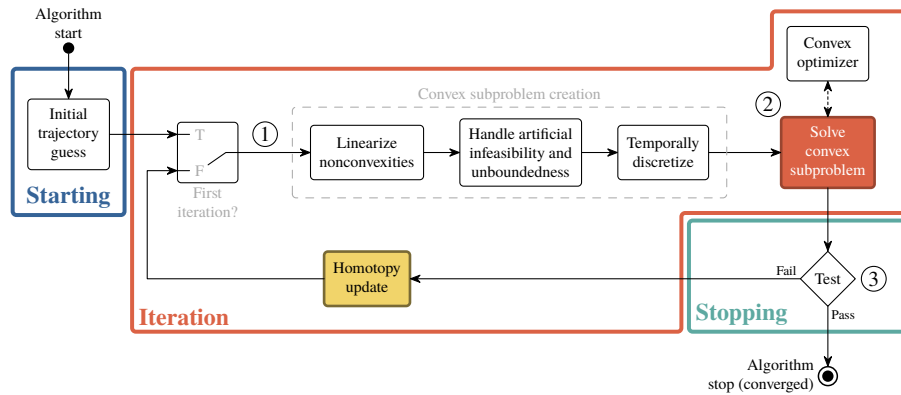 Algorithm
start
Initial
trajectory
guess
Starting
T
F
First
iteration?
1
Convex subproblem creation
Linearize
nonconvexities
Handle artificial
infeasibility and
unboundedness
Temporally
discretize
Convex
optimizer
2
Solve
convex
subproblem
Homotopy
update
Iteration
Fail
Test
3
Pass
Stopping
Algorithm
stop (converged)